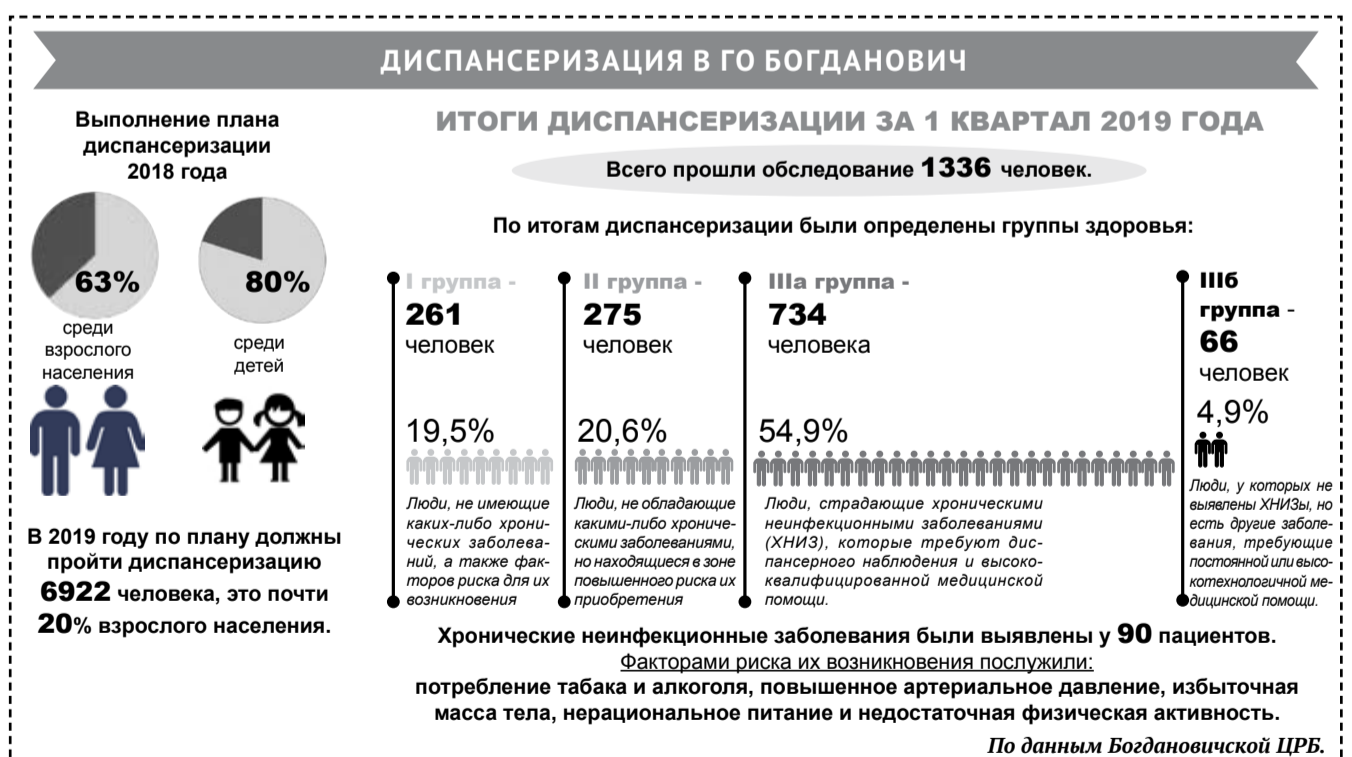 ДИСПАНСЕРИЗАЦИЯ В ГО БОГДАНОВИЧ
Выполнение плана
диспансеризации
2018 года
63%
80%
среди
взрослого
населения
среди
детей
В 2019 году по плану должны
пройти диспансеризацию
6922 человека, это почти
20% взрослого населения.
ИТОГИ ДИСПАНСЕРИЗАЦИИ ЗА 1 КВАРТАЛ 2019 ГОДА
Всего прошли обследование 1336 человек.
По итогам диспансеризации были определены группы здоровья:
I группа -
261
человек
19,5%
Люди, не имеющие
каких-либо хрони-
ческих заболева-
ний, а также фак-
торов риска для их
возникновения
II группа -
275
человек
20,6%
Люди, не обладающие
какими-либо хрониче-
скими заболеваниями,
но находящиеся в зоне
повышенного риска их
приобретения
IIIа группа -
734
человека
54,9%
Люди, страдающие хроническими
неинфекционными заболеваниями
(ХНИЗ), которые требуют дис-
пансерного наблюдения и высоко-
квалифицированной медицинской
помощи.
IIIб
группа -
66
человек
4,9%
Люди, у которых не
выявлены ХНИЗы, но
есть другие заболе-
вания, требующие
постоянной или высо-
котехнологичной ме-
дицинской помощи.
Хронические неинфекционные заболевания были выявлены у 90 пациентов.
Факторами риска их возникновения послужили:
потребление табака и алкоголя, повышенное артериальное давление, избыточная
масса тела, нерациональное питание и недостаточная физическая активность.
По данным Богдановичской ЦРБ.